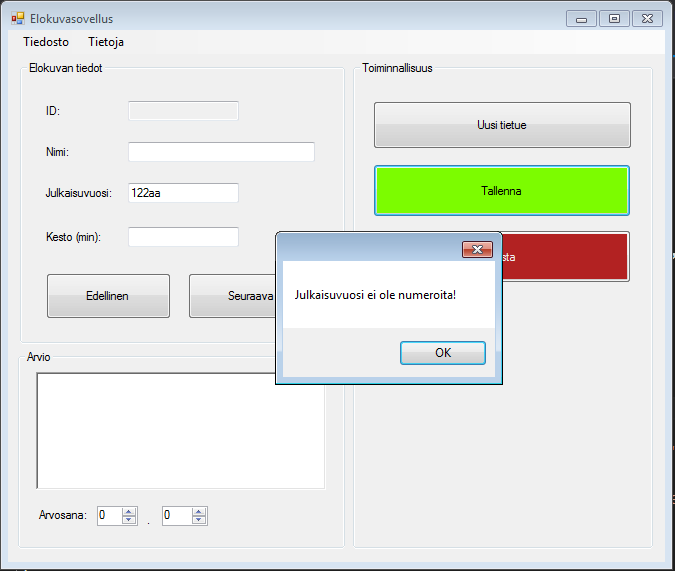 Elokuvasovellus
Tiedosto Tietoja
Elokuvan tiedot
ID:
Nimi:
Julkaisuvuosi: 122aa
Kesto (min):
Edellinen Seuraava
Toiminnallisuus
Uusi tietue
Tallenna
sta
Julkaisuvuosi ei ole numeroita!
OK
Arvio
Arvosana: 0 . 0